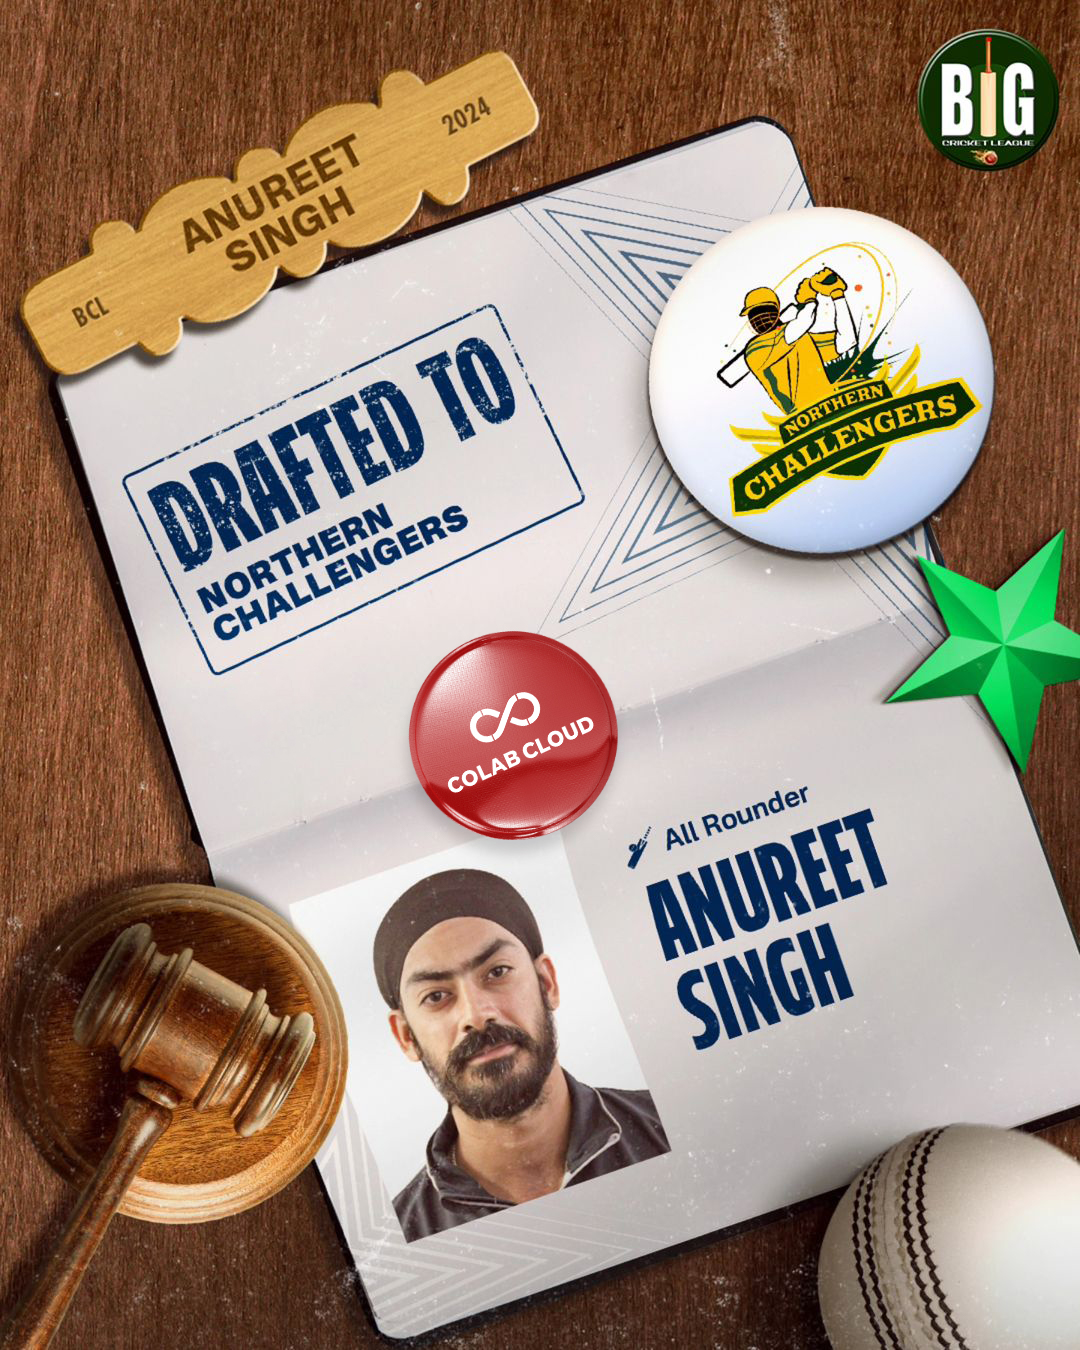 BIG
CRICKET LEAGUE
ANUREET
SINGH
BCL
2024
NORTHERN
CHALLENGERS
DRAFTED TO
NORTHERN
CHALLENGERS
COLAB CLOUD
All Rounder
ANUREET
SINGH